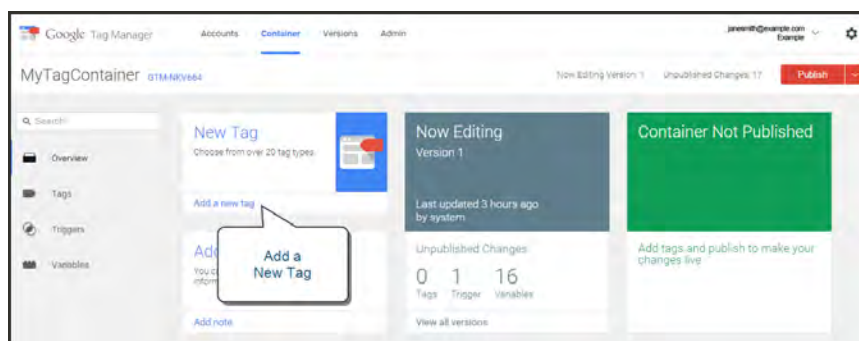 Google Tag Manager
Accounts Container Versions Admin
janesmith@example.com
Example
MyTagContainer GTM-NKV664
Now Editing Version: 1 Unpublished Changes: 17 Publish
Search
Overview
Tags
Triggers
Variables
New Tag
Choose from over 20 tag types.
Add a new tag
Add a
New Tag
Add
You c
inform
Add note
Now Editing
Version 1
Last updated 3 hours ago
by system
Unpublished Changes
0 1 16
Tags Trigger Variables
View all versions
Container Not Published
Add tags and publish to make your
changes live